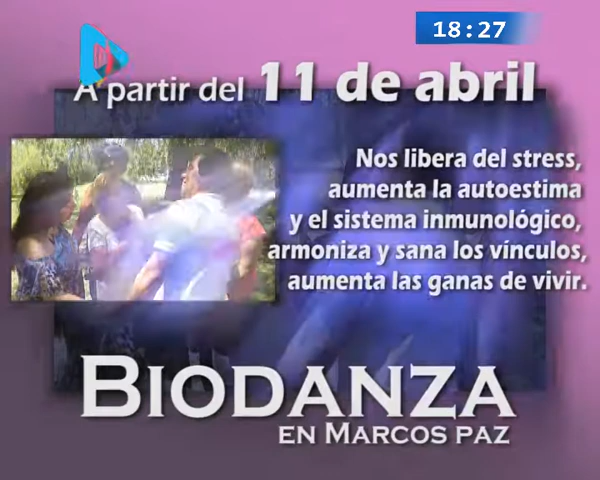 18:27
A partir del 11 de abril
Nos libera del stress,
aumenta la autoestima
y el sistema inmunológico,
armoniza y sana los vínculos,
aumenta las ganas de vivir.
BIODANZA
EN MARCOS PAZ